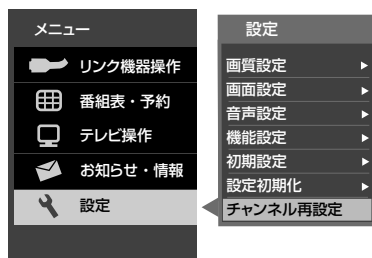 メニュー
リンク機器操作
番組表・予約
テレビ操作
お知らせ・情報
設定
設定
画質設定
画面設定
音声設定
機能設定
初期設定
設定初期化
チャンネル再設定